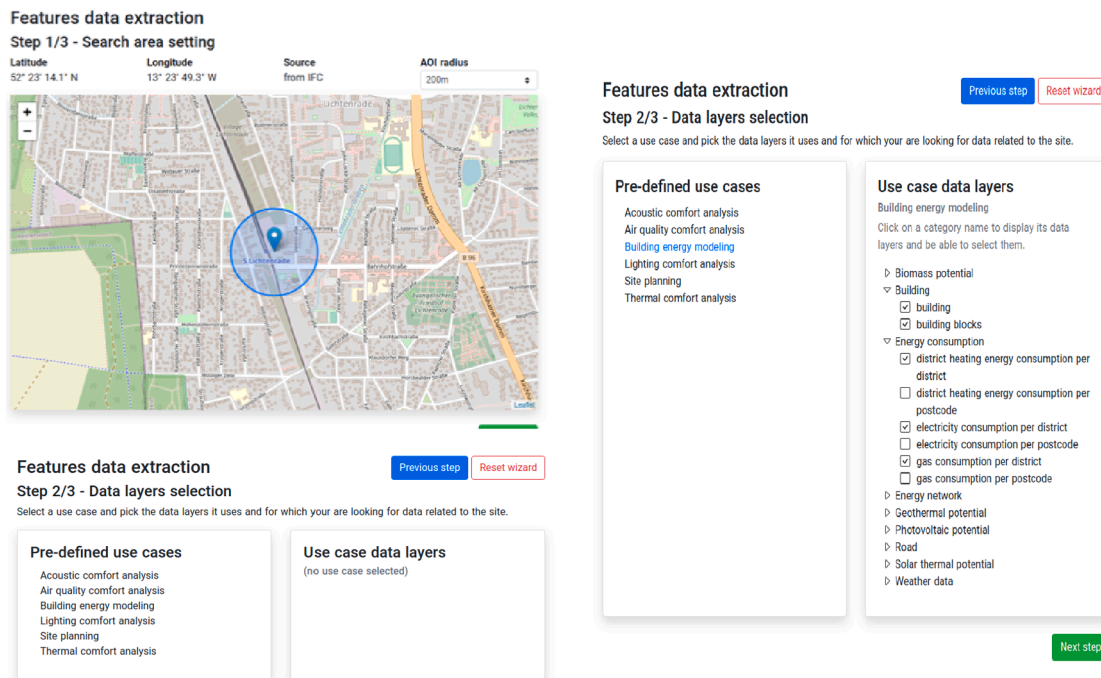 Features data extraction
Step 1/3 - Search area setting
Latitude Longitude Source AOI radius
52° 23' 14.1" N 13° 23' 49.3" W from IFC 200m
+
−
Lichtenrade
S Lichtenrade
Bahnhofstraße
B 96
Lichtenrader Damm
Leaflet
Features data extraction
Previous step Reset wizard
Step 2/3 - Data layers selection
Select a use case and pick the data layers it uses and for which your are looking for data related to the site.
Pre-defined use cases
Acoustic comfort analysis
Air quality comfort analysis
Building energy modeling
Lighting comfort analysis
Site planning
Thermal comfort analysis
Use case data layers
(no use case selected)
Features data extraction
Previous step Reset wizard
Step 2/3 - Data layers selection
Select a use case and pick the data layers it uses and for which your are looking for data related to the site.
Pre-defined use cases
Acoustic comfort analysis
Air quality comfort analysis
Building energy modeling
Lighting comfort analysis
Site planning
Thermal comfort analysis
Use case data layers
Building energy modeling
Click on a category name to display its data
layers and be able to select them.
Biomass potential
Building
building
building blocks
Energy consumption
district heating energy consumption per
district
district heating energy consumption per
postcode
electricity consumption per district
electricity consumption per postcode
gas consumption per district
gas consumption per postcode
Energy network
Geothermal potential
Photovoltaic potential
Road
Solar thermal potential
Weather data
Next step